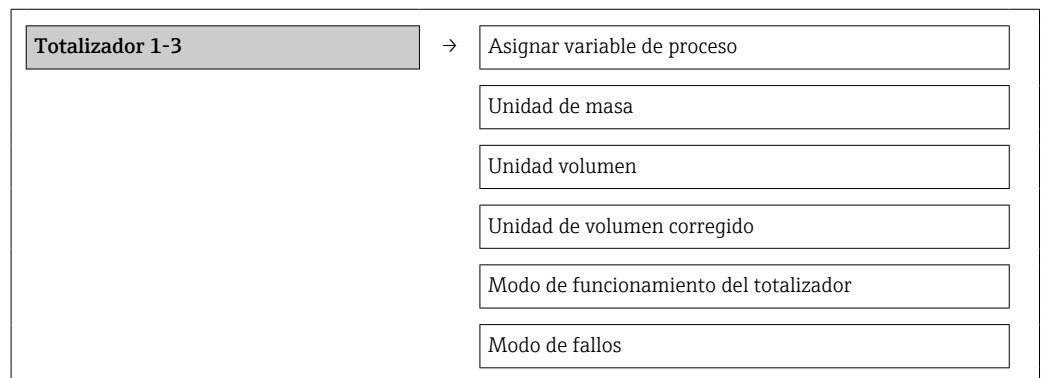 Totalizador 1-3 → Asignar variable de proceso
Unidad de masa
Unidad volumen
Unidad de volumen corregido
Modo de funcionamiento del totalizador
Modo de fallos